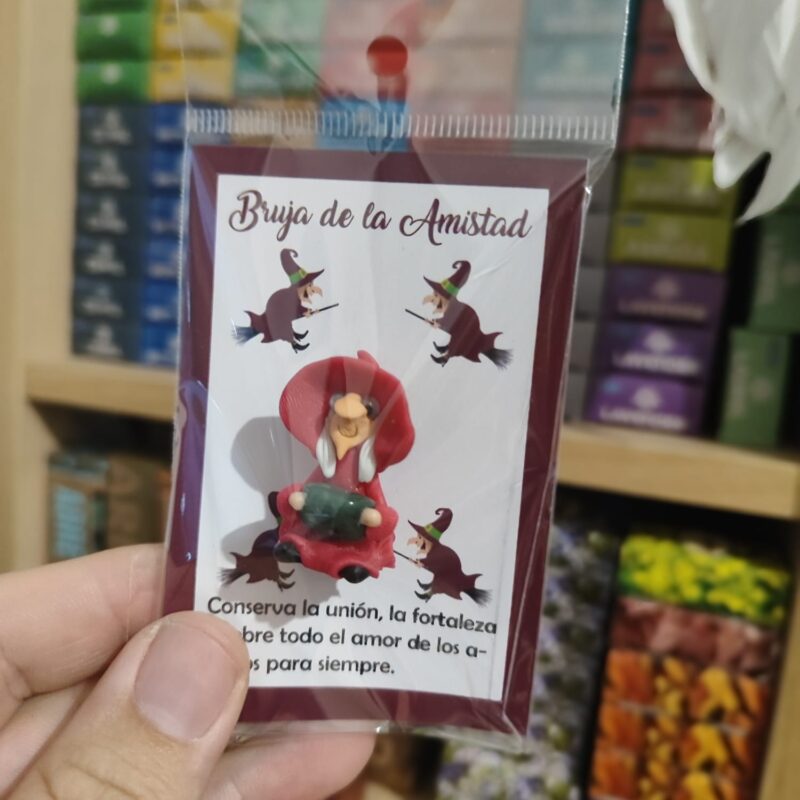 Bruja de la Amistad
Conserva la unión, la fortaleza
bre todo el amor de los a-
os para siempre.